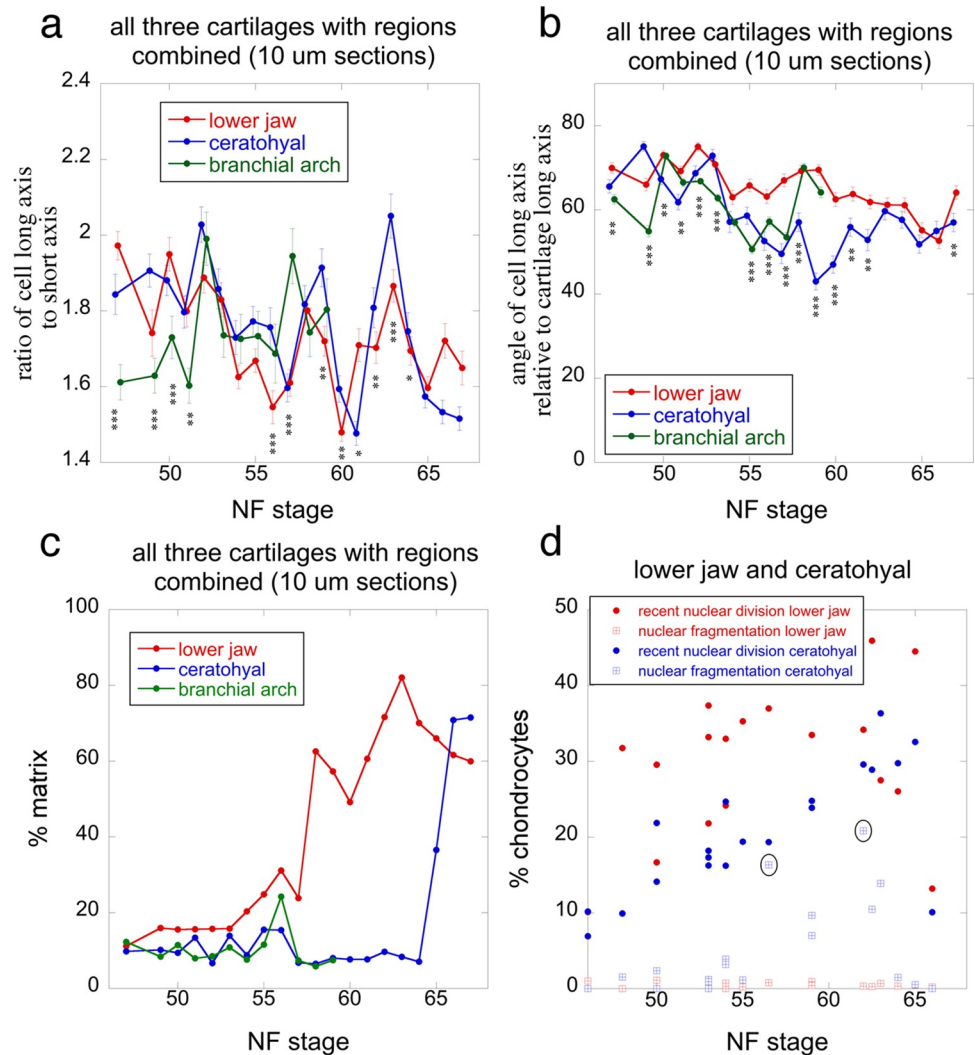 a
all three cartilages with regions
combined (10 um sections)
ratio of cell long axis
to short axis
2.4
2.2
2
1.8
1.6
1.4
lower jaw
ceratohyal
branchial arch
***
***
***
**
***
***
**
**
*
**
***
*
50
55
60
65
NF stage
b
all three cartilages with regions
combined (10 um sections)
angle of cell long axis
relative to cartilage long axis
80
60
40
20
0
**
***
**
**
***
***
***
***
***
***
***
***
**
**
**
lower jaw
ceratohyal
branchial arch
50
55
60
65
NF stage
c
all three cartilages with regions
combined (10 um sections)
% matrix
100
80
60
40
20
0
lower jaw
ceratohyal
branchial arch
50
55
60
65
NF stage
d
lower jaw and ceratohyal
% chondrocytes
50
40
30
20
10
0
recent nuclear division lower jaw
nuclear fragmentation lower jaw
recent nuclear division ceratohyal
nuclear fragmentation ceratohyal
50
55
60
65
NF stage